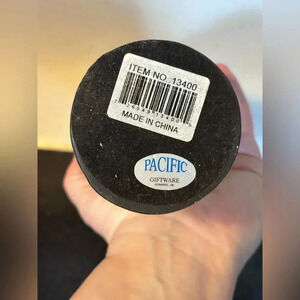 ITEM NO. 13400
MADE IN CHINA
PACIFIC
GIFTWARE